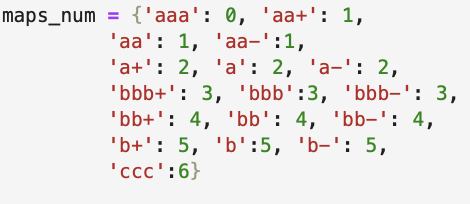 maps_num = {'aaa': 0, 'aa+': 1,
'aa': 1, 'aa-':1,
'a+': 2, 'a': 2, 'a-': 2,
'bbb+': 3, 'bbb':3, 'bbb-': 3,
'bb+': 4, 'bb': 4, 'bb-': 4,
'b+': 5, 'b':5, 'b-': 5,
'ccc':6}